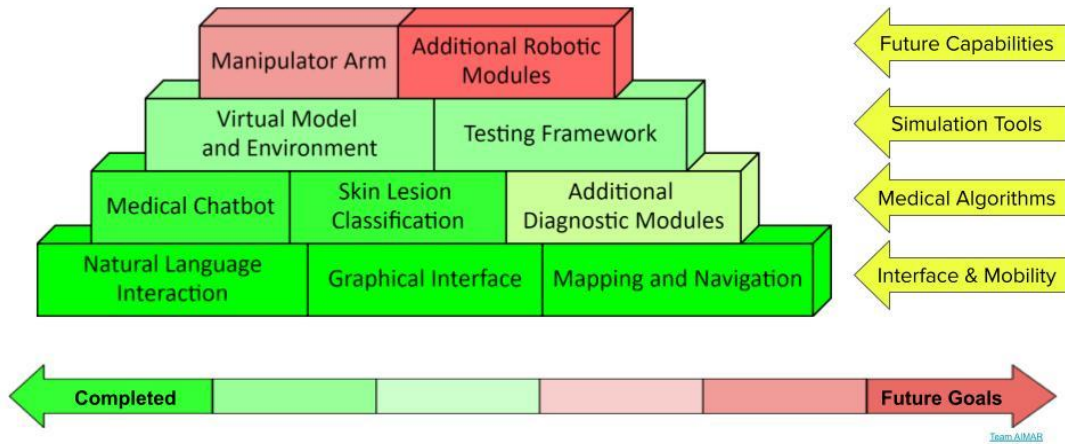 Manipulator Arm
Additional Robotic
Modules
Future Capabilities
Virtual Model
and Environment
Testing Framework
Simulation Tools
Medical Chatbot
Skin Lesion
Classification
Additional
Diagnostic Modules
Medical Algorithms
Natural Language
Interaction
Graphical Interface
Mapping and Navigation
Interface & Mobility
Completed
Future Goals
Team AIMAR